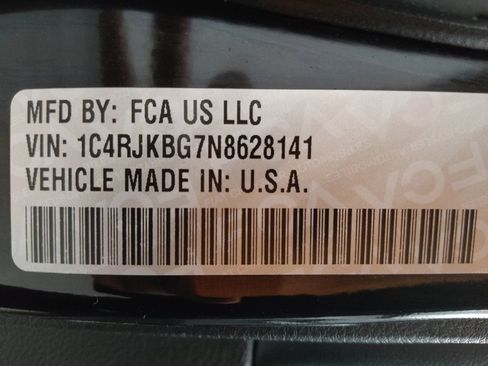 MFD BY: FCA US LLC
VIN: 1C4RJKBG7N8628141
VEHICLE MADE IN: U.S.A.